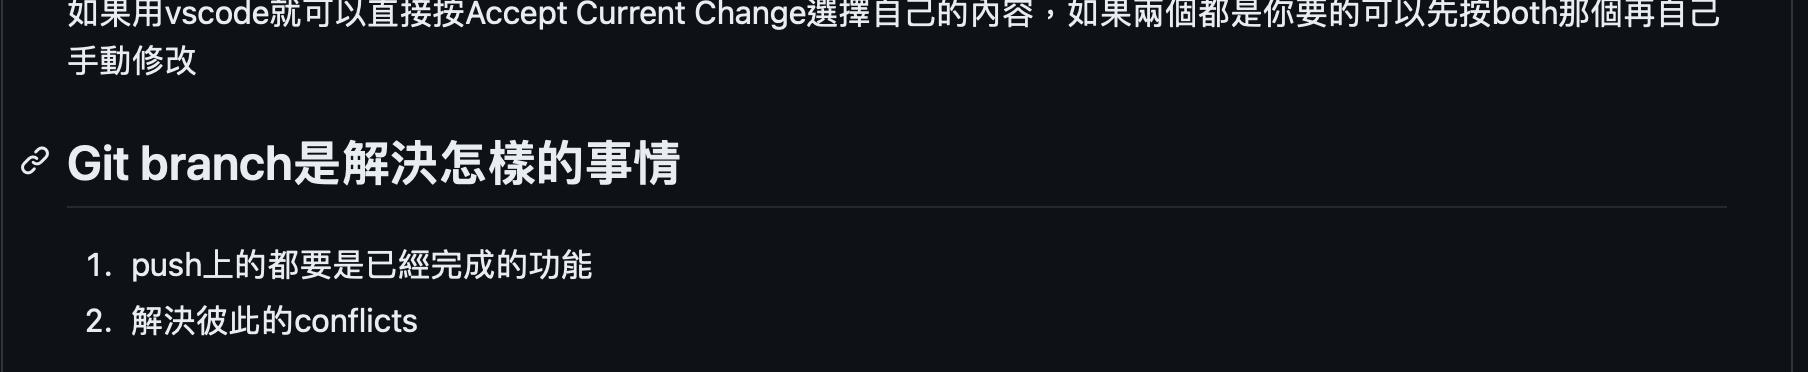 如果用vscode就可以直接按Accept Current Change選擇自己的內容，如果兩個都是你要的可以先按both那個再自己
手動修改
Git branch是解決怎樣的事情
1. push上的都要是已經完成的功能
2. 解決彼此的conflicts